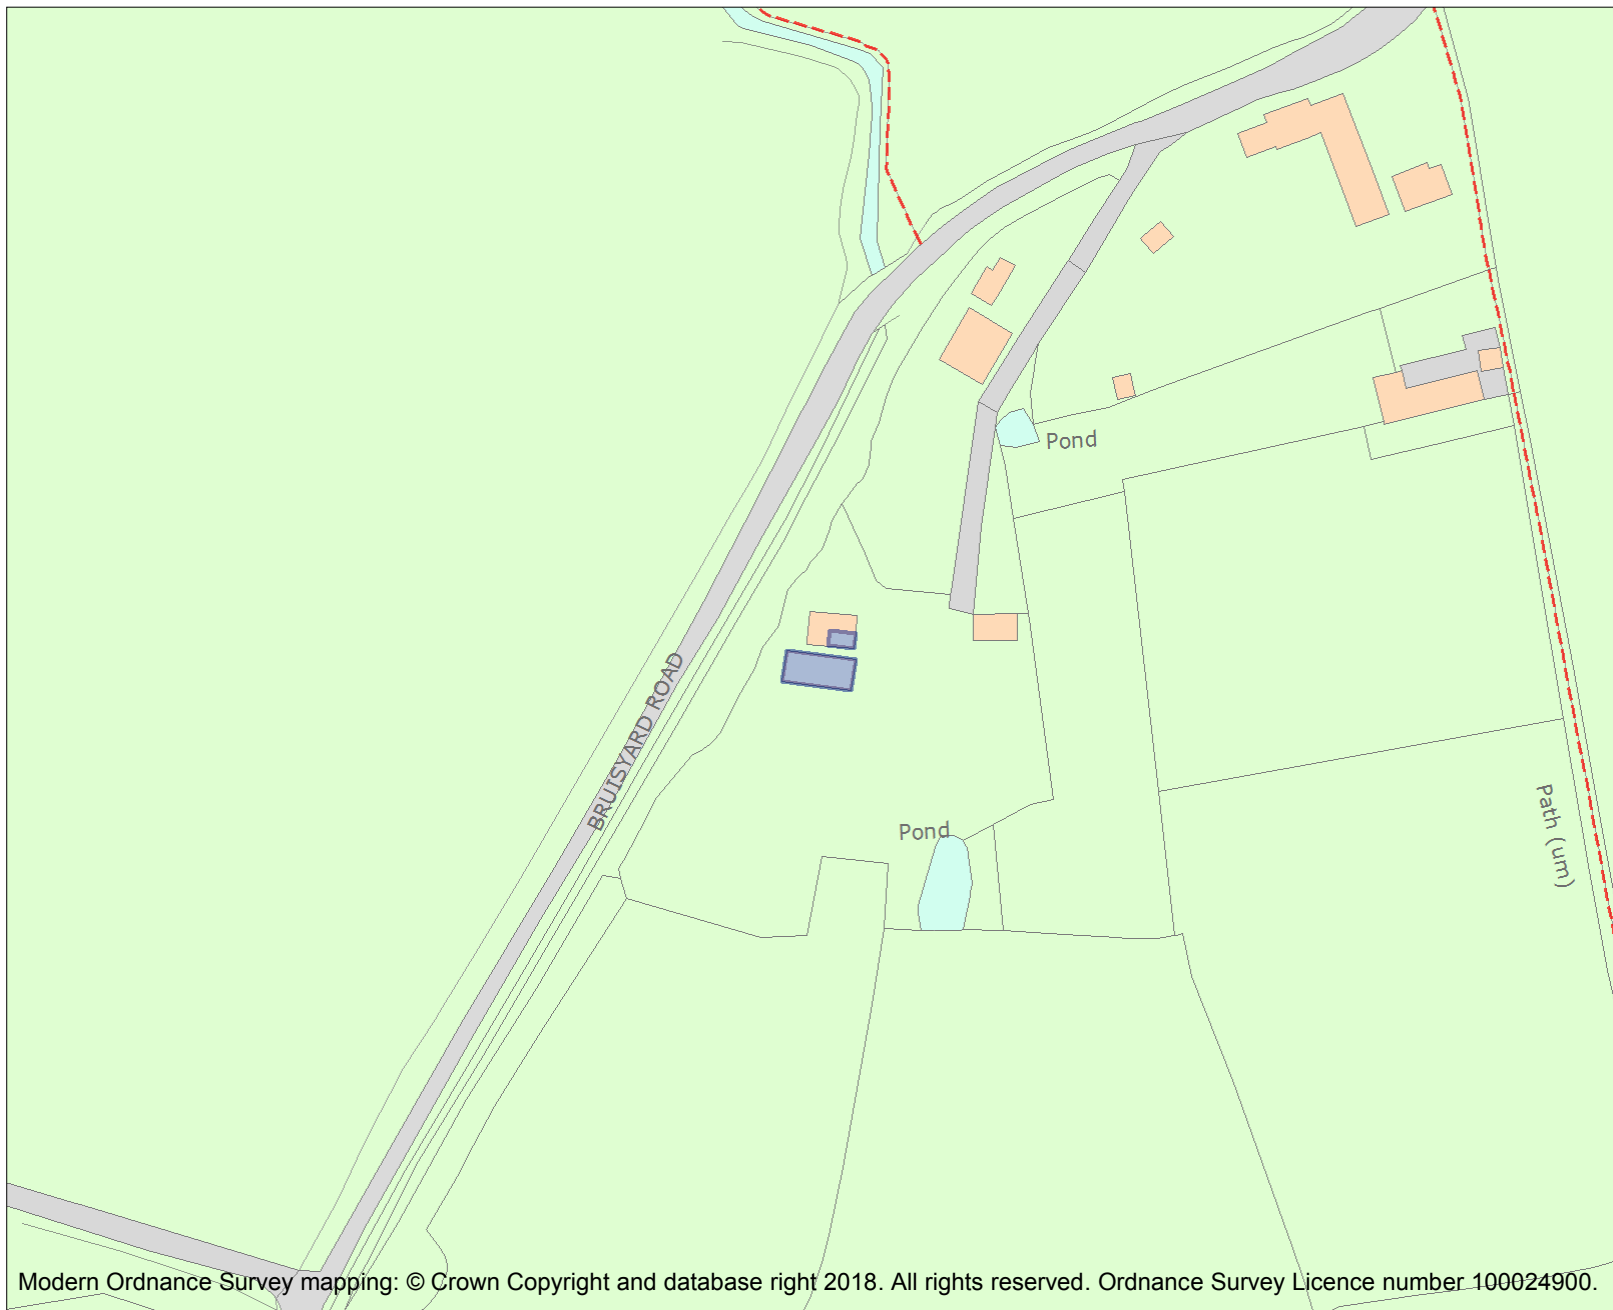 Pond
BRUISYARD ROAD
Path (um)
Pond
Modern Ordnance Survey mapping: © Crown Copyright and database right 2018. All rights reserved. Ordnance Survey Licence number 100024900.